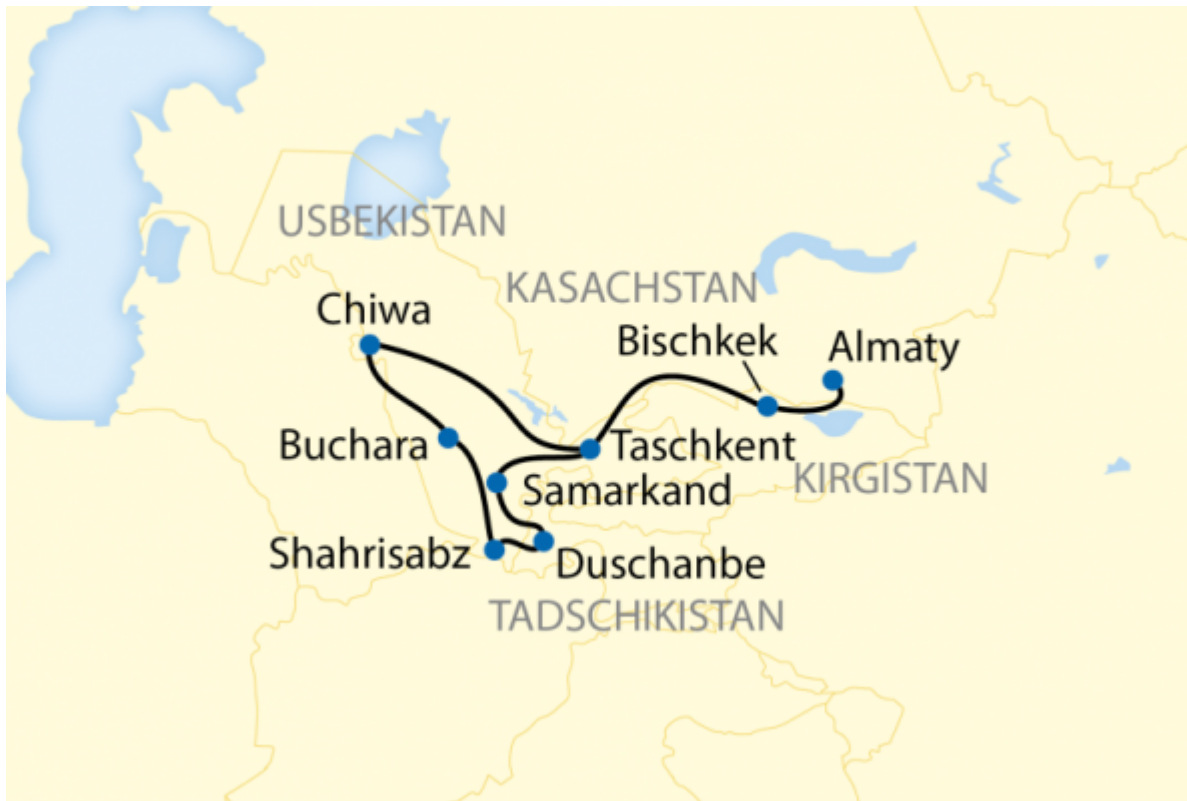 USBEKISTAN
KASACHSTAN
Chiwa
Bischkek
Almaty
Buchara
Taschkent
KIRGISTAN
Samarkand
Shahrisabz
Duschanbe
TADSCHIKISTAN